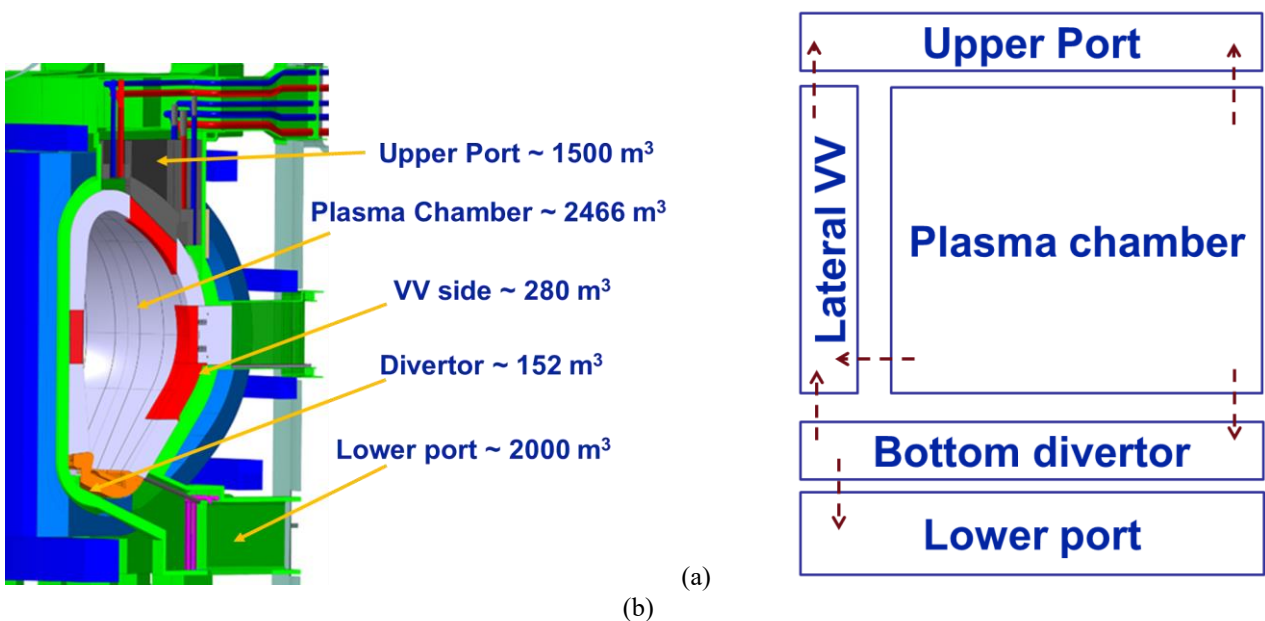 Upper Port ~ 1500 m³
Plasma Chamber ~ 2466 m³
VV side ~ 280 m³
Divertor ~ 152 m³
Lower port ~ 2000 m³
(a)
Upper Port
Lateral VV
Plasma chamber
Bottom divertor
Lower port
(b)